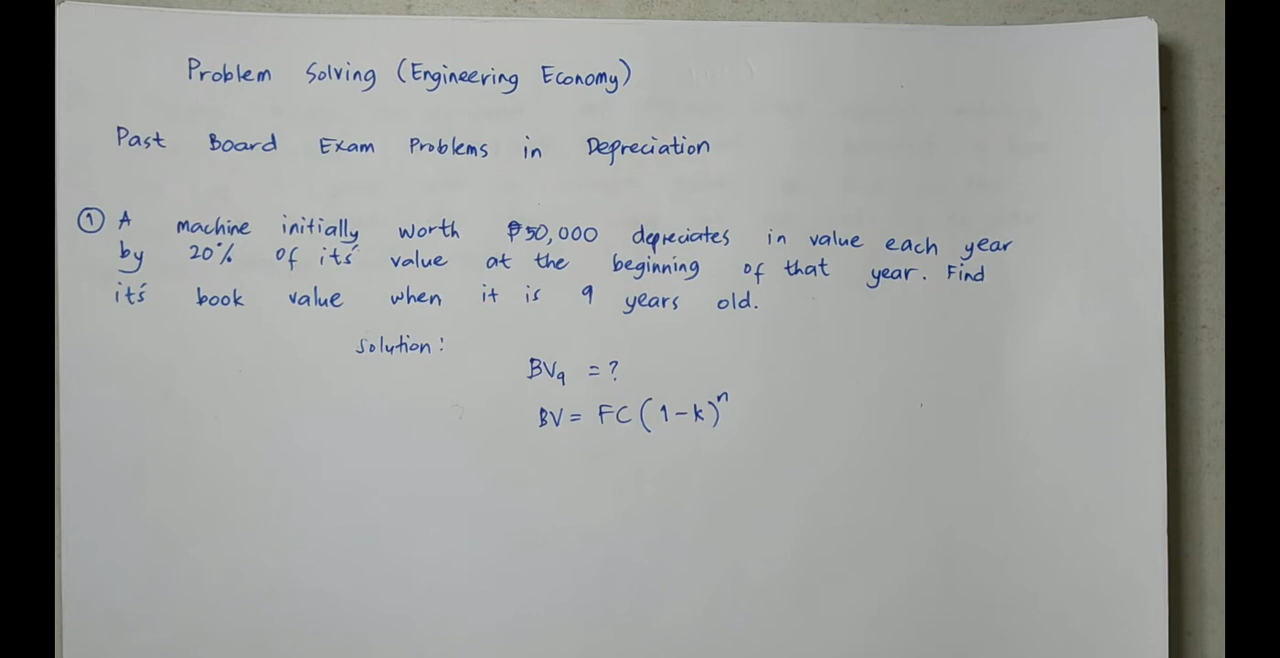 Problem Solving (Engineering Economy)
Past Board Exam Problems in Depreciation
① A machine initially worth ₱50,000 depreciates in value each year
by 20% of it's value at the beginning of that year. Find
it's book value when it is 9 years old.
Solution:
BV₉ = ?
BV = FC(1-k)ⁿ